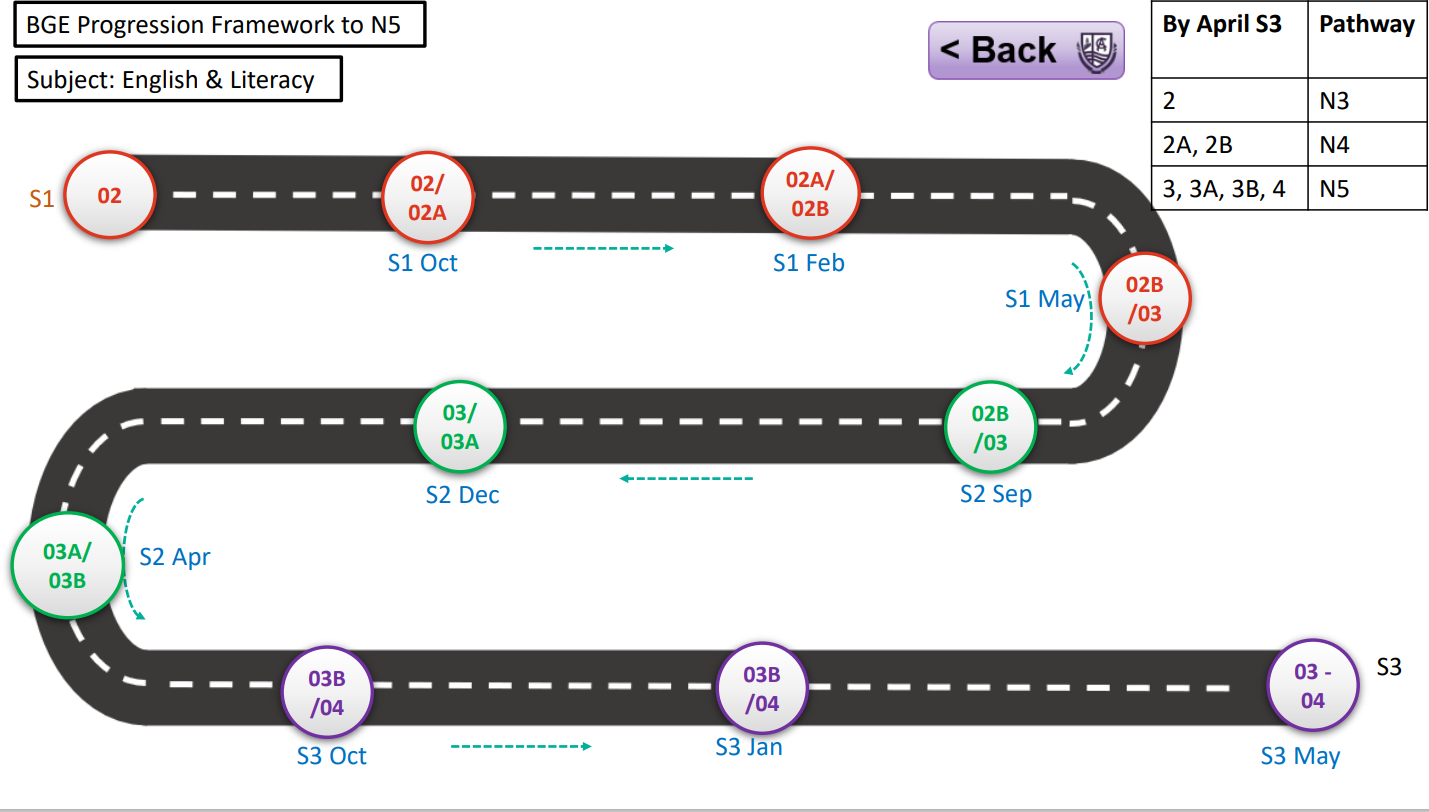 BGE Progression Framework to N5
Subject: English & Literacy
< Back
By April S3 Pathway
2 N3
2A, 2B N4
3, 3A, 3B, 4 N5
S1
02
02/
02A
S1 Oct
02A/
02B
S1 Feb
02B
/03
S1 May
02B
/03
S2 Sep
03/
03A
S2 Dec
03A/
03B
S2 Apr
03B
/04
S3 Oct
03B
/04
S3 Jan
03 -
04
S3 May
S3